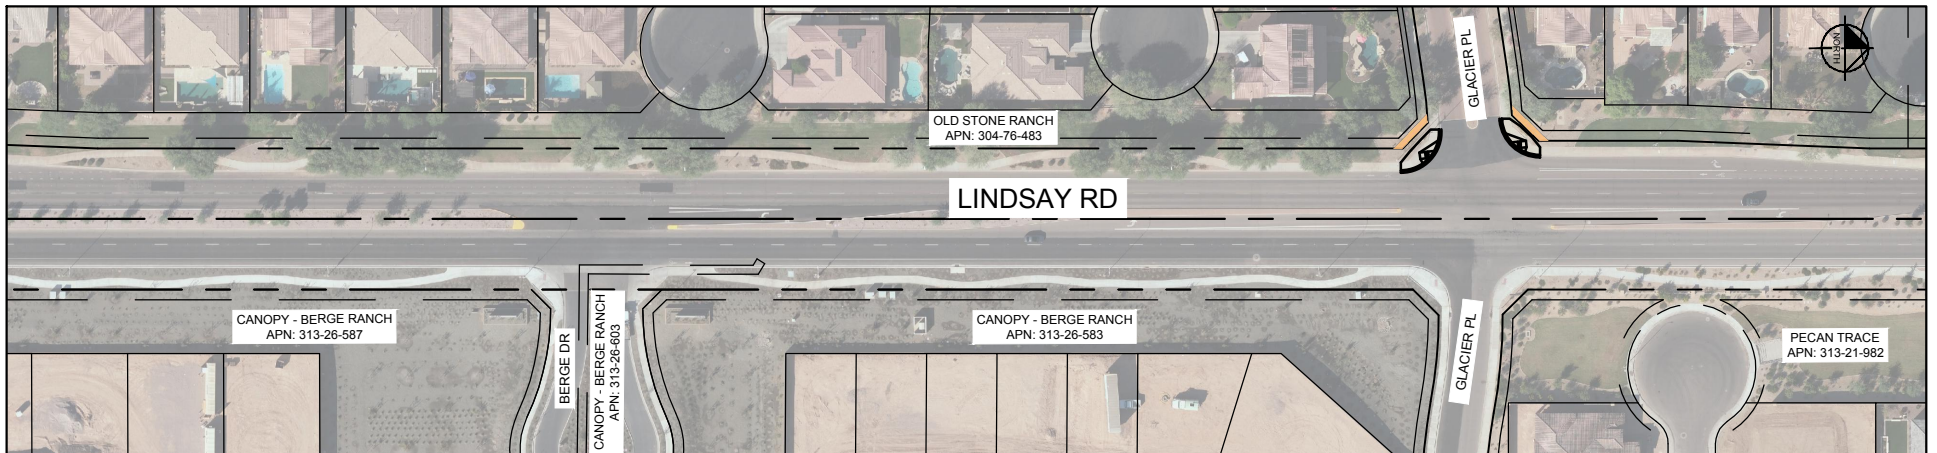 GLACIER PL
NORTH
OLD STONE RANCH
APN: 304-76-483
LINDSAY RD
CANOPY - BERGE RANCH
APN: 313-26-587
BERGE DR
CANOPY - BERGE RANCH
APN: 313-26-603
CANOPY - BERGE RANCH
APN: 313-26-583
GLACIER PL
PECAN TRACE
APN: 313-21-982